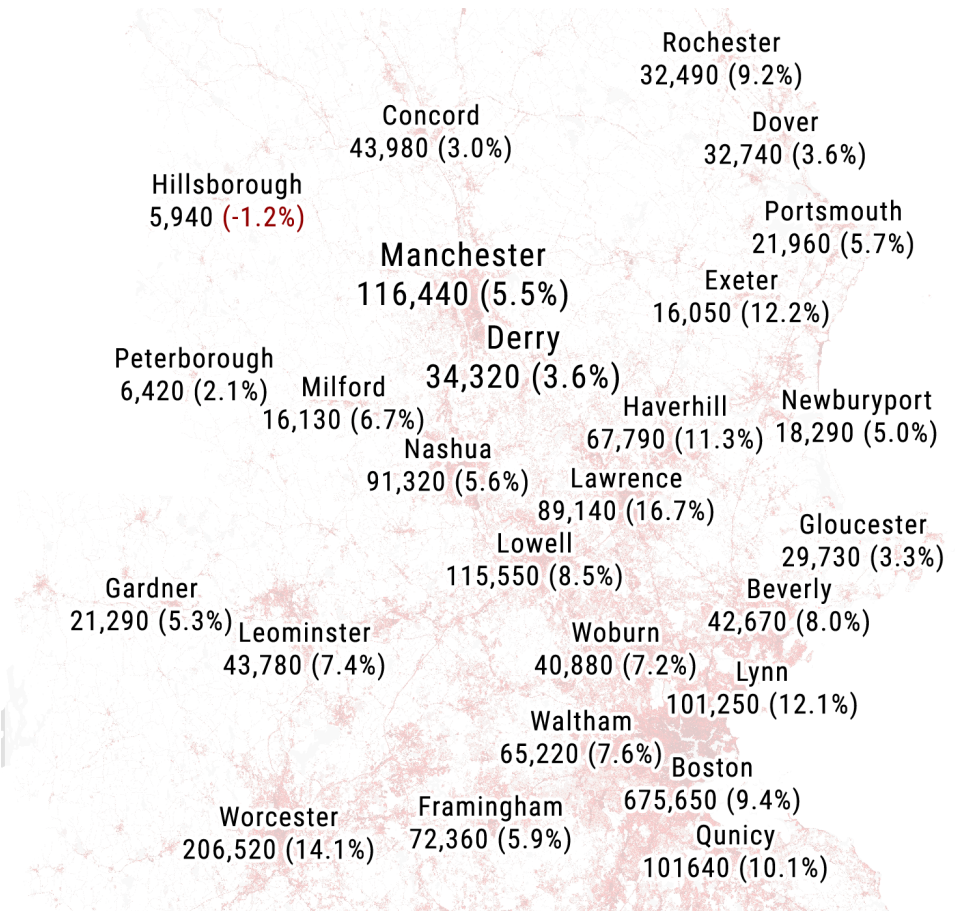 Rochester
32,490 (9.2%)
Concord
43,980 (3.0%)
Dover
32,740 (3.6%)
Hillsborough
5,940 (-1.2%)
Portsmouth
21,960 (5.7%)
Manchester
116,440 (5.5%)
Exeter
16,050 (12.2%)
Derry
34,320 (3.6%)
Peterborough
6,420 (2.1%)
Milford
16,130 (6.7%)
Haverhill
67,790 (11.3%)
Newburyport
18,290 (5.0%)
Nashua
91,320 (5.6%)
Lawrence
89,140 (16.7%)
Gloucester
29,730 (3.3%)
Lowell
115,550 (8.5%)
Gardner
21,290 (5.3%)
Beverly
42,670 (8.0%)
Leominster
43,780 (7.4%)
Woburn
40,880 (7.2%)
Lynn
101,250 (12.1%)
Waltham
65,220 (7.6%)
Boston
675,650 (9.4%)
Worcester
206,520 (14.1%)
Framingham
72,360 (5.9%)
Qunicy
101640 (10.1%)